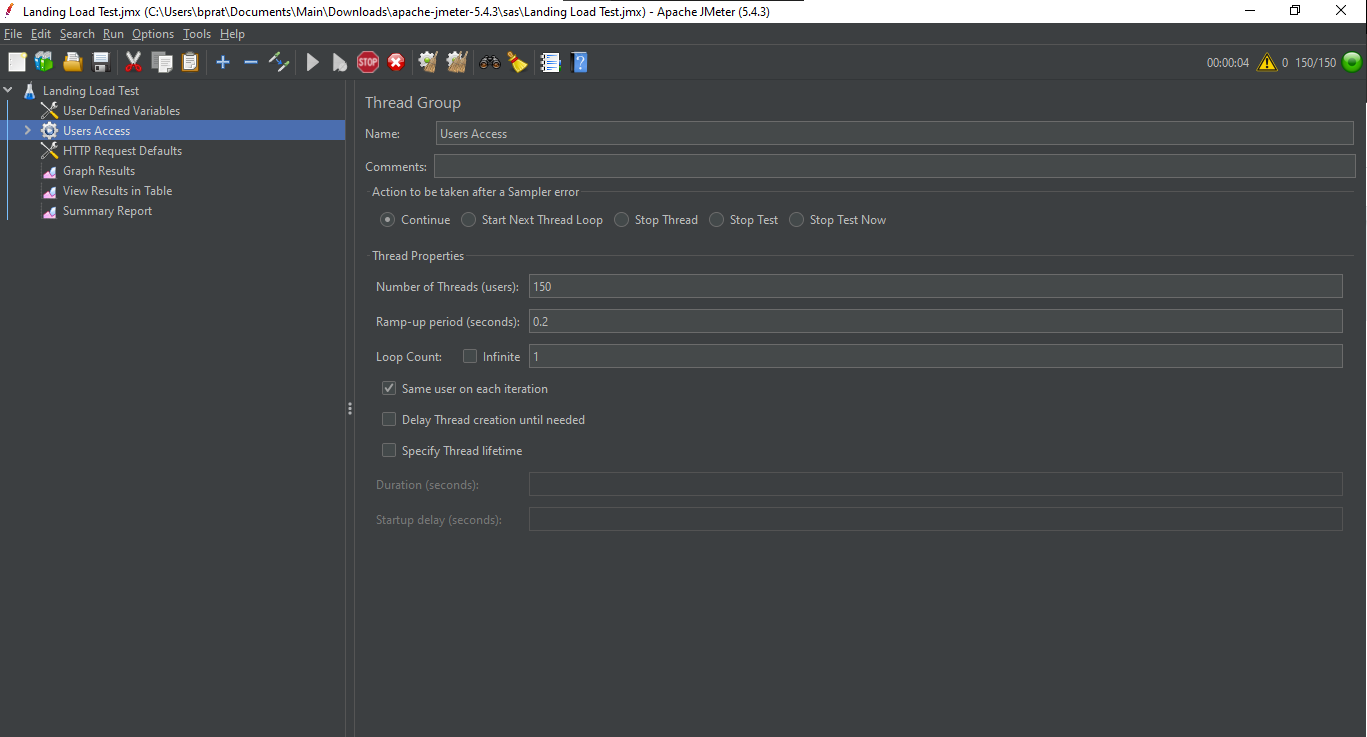 Landing Load Test.jmx (C:\Users\bprat\Documents\Main\Downloads\apache-jmeter-5.4.3\sas\Landing Load Test.jmx) - Apache JMeter (5.4.3)
File Edit Search Run Options Tools Help
STOP
00:00:04 0 150/150
Landing Load Test
User Defined Variables
Users Access
HTTP Request Defaults
Graph Results
View Results in Table
Summary Report
Thread Group
Name: Users Access
Comments:
Action to be taken after a Sampler error
Continue Start Next Thread Loop Stop Thread Stop Test Stop Test Now
Thread Properties
Number of Threads (users): 150
Ramp-up period (seconds): 0.2
Loop Count: Infinite 1
Same user on each iteration
Delay Thread creation until needed
Specify Thread lifetime
Duration (seconds):
Startup delay (seconds):